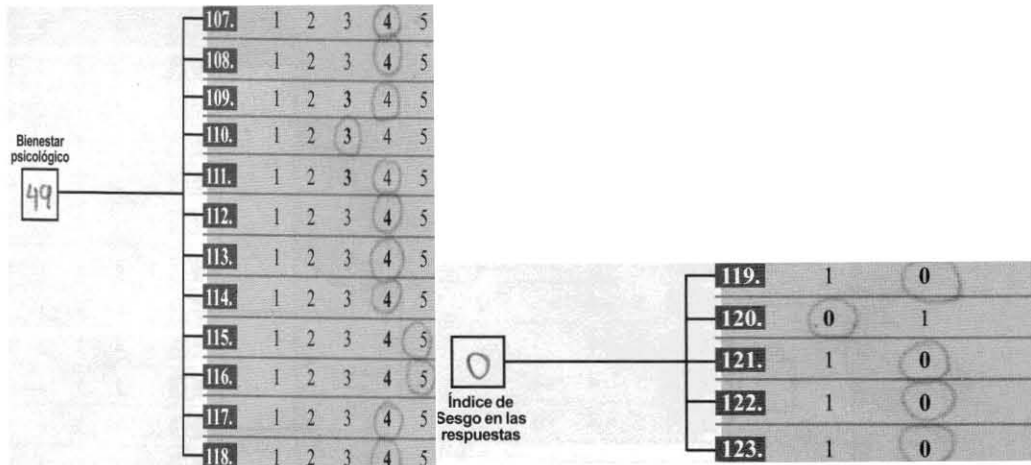 107. 1 2 3 4 5
108. 1 2 3 4 5
109. 1 2 3 4 5
110. 1 2 3 4 5
Bienestar
psicológico
49
111. 1 2 3 4 5
112. 1 2 3 4 5
113. 1 2 3 4 5
114. 1 2 3 4 5
115. 1 2 3 4 5
116. 1 2 3 4 5
117. 1 2 3 4 5
118. 1 2 3 4 5
119. 1 0
120. 0 1
0
121. 1 0
Índice de
Sesgo en las
respuestas
122. 1 0
123. 1 0